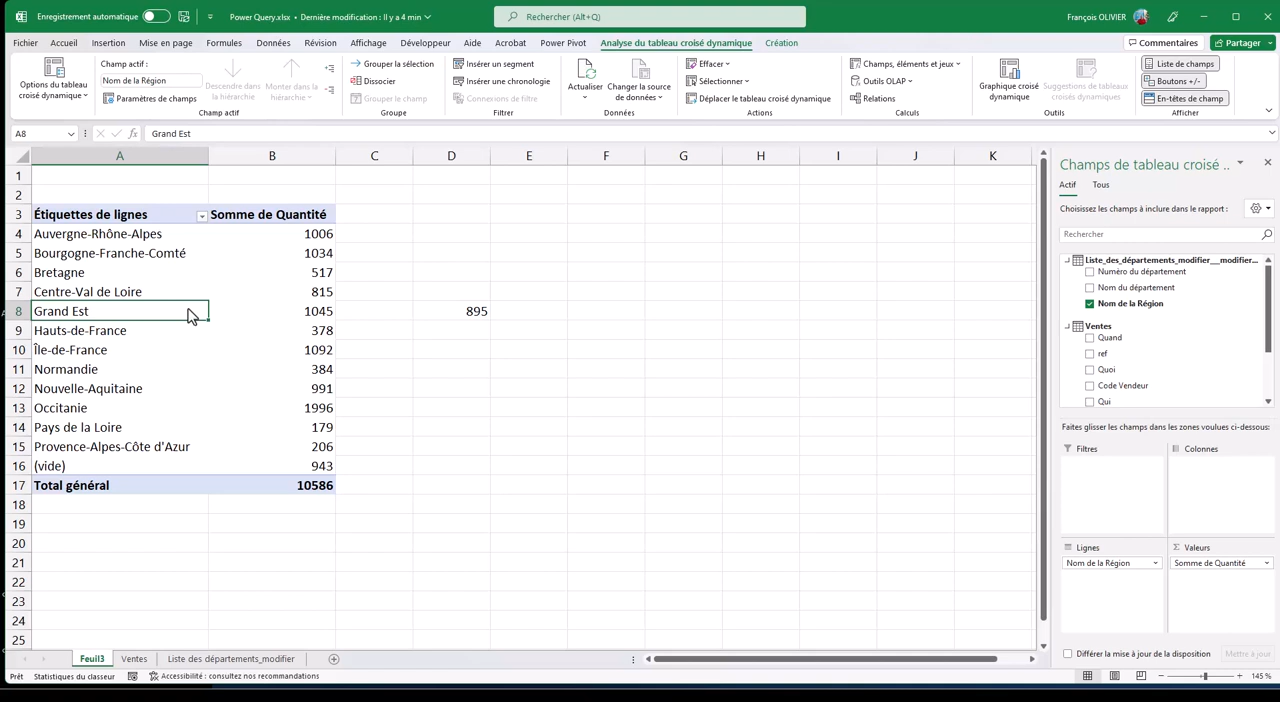 Enregistrement automatique
Power Query.xlsx • Dernière modification : Il y a 4 min
Rechercher (Alt+Q)
François OLIVIER
Fichier Accueil Insertion Mise en page Formules Données Révision Affichage Développeur Aide Acrobat Power Pivot Analyse du tableau croisé dynamique Création
Commentaires
Partager
Options du tableau croisé dynamique
Champ actif :
Nom de la Région
Paramètres de champs
Descendre dans la hiérarchie
Monter dans la hiérarchie
Champ actif
Grouper la sélection
Dissocier
Grouper le champ
Groupe
Insérer un segment
Insérer une chronologie
Connexions de filtre
Filtrer
Actualiser
Changer la source de données
Données
Effacer
Sélectionner
Déplacer le tableau croisé dynamique
Actions
Champs, éléments et jeux
Outils OLAP
Relations
Calculs
Graphique croisé dynamique
Suggestions de tableaux croisés dynamiques
Outils
Liste de champs
Boutons +/-
En-têtes de champ
Afficher
A8
fx
Grand Est
A B C D E F G H I J K
1
2
3 Étiquettes de lignes Somme de Quantité
4 Auvergne-Rhône-Alpes 1006
5 Bourgogne-Franche-Comté 1034
6 Bretagne 517
7 Centre-Val de Loire 815
8 Grand Est 1045 895
9 Hauts-de-France 378
10 Île-de-France 1092
11 Normandie 384
12 Nouvelle-Aquitaine 991
13 Occitanie 1996
14 Pays de la Loire 179
15 Provence-Alpes-Côte d'Azur 206
16 (vide) 943
17 Total général 10586
18
19
20
21
22
23
24
25
Champs de tableau croisé ..
Actif Tous
Choisissez les champs à inclure dans le rapport :
Rechercher
Liste_des_départements_modifier__modifier...
Numéro du département
Nom du département
Nom de la Région
Ventes
Quand
ref
Quoi
Code Vendeur
Qui
Faites glisser les champs dans les zones voulues ci-dessous:
Filtres
Colonnes
Lignes
Σ Valeurs
Nom de la Région
Somme de Quantité
Différer la mise à jour de la disposition
Mettre à jour
Feuil3 Ventes Liste des départements_modifier
Prêt Statistiques du classeur Accessibilité : consultez nos recommandations
145 %